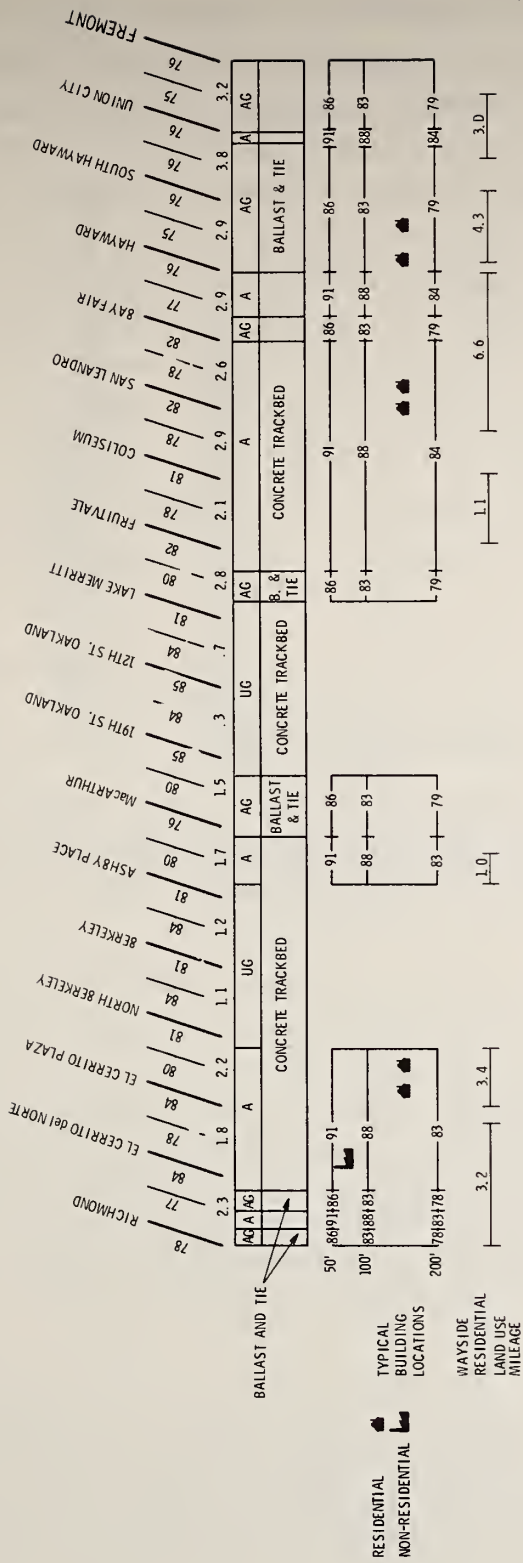 RICHMOND
EL CERRITO del NORTE
EL CERRITO PLAZA
NORTH BERKELEY
BERKELEY
ASHBY PLACE
MacARTHUR
19TH ST. OAKLAND
12TH ST. OAKLAND
LAKE MERRITT
FRUITVALE
COLISEUM
SAN LEANDRO
BAY FAIR
HAYWARD
SOUTH HAYWARD
UNION CITY
FREMONT
78 77 84 78 84 80 81 84 81 84 81 80 76 80 85 84 85 84 81 80 82 78 81 78 82 78 82 77 76 75 76 76 76 75 76
2.3 1.8 2.2 1.1 1.2 1.7 1.5 .3 .7 2.8 2.1 2.9 2.6 2.9 2.9 3.8 3.2
AG A AG A UG A AG UG AG A AG A AG A AG
BALLAST AND TIE
CONCRETE TRACKBED
BALLAST
& TIE
CONCRETE TRACKBED
B. &
TIE
CONCRETE TRACKBED
BALLAST & TIE
50' 86 91 86 91 91 86 86 91 86 91 86 91 86
100' 83 88 83 88 88 83 83 88 83 88 83 88 83
200' 78 83 78 83 83 79 79 84 79 84 79 84 79
RESIDENTIAL
NON-RESIDENTIAL
TYPICAL
BUILDING
LOCATIONS
WAYSIDE
RESIDENTIAL
LAND USE
MILEAGE
3.2 3.4 1.0 1.1 6.6 4.3 3.0